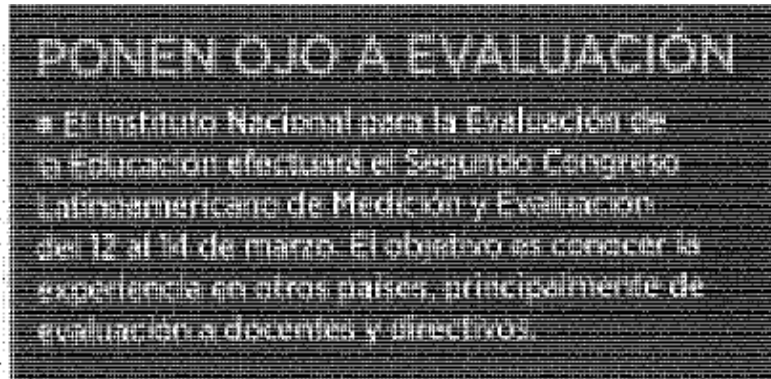 PONEN OJO A EVALUACIÓN
• El Instituto Nacional para la Evaluación de
la Educación efectuará el Segundo Congreso
Latinoamericano de Medición y Evaluación
del 12 al 14 de marzo. El objetivo es conocer la
experiencia en otros países, principalmente de
evaluación a docentes y directivos.